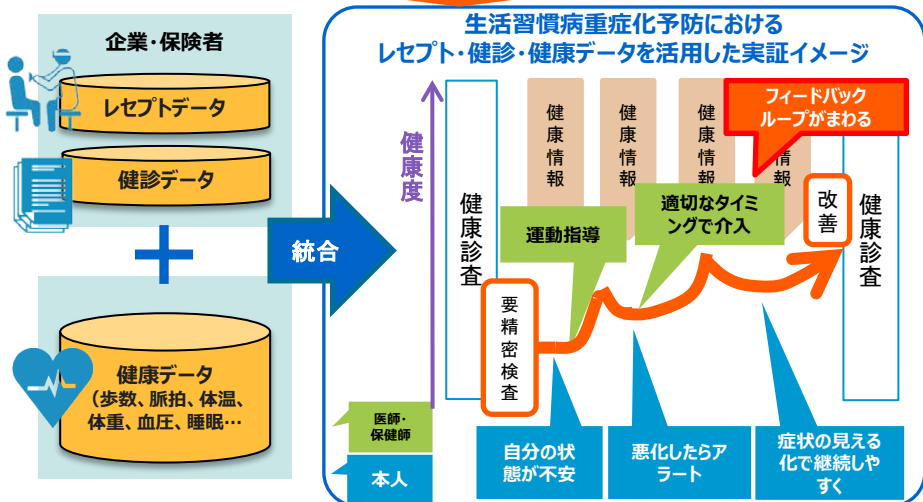 企業・保険者
レセプトデータ
健診データ
健康データ
（歩数、脈拍、体温、
体重、血圧、睡眠…
統合
生活習慣病重症化予防における
レセプト・健診・健康データを活用した実証イメージ
健康度
健康診査
健康情報
健康情報
健康情報
情報
フィードバック
ループがまわる
運動指導
適切なタイミ
ングで介入
改善
健康診査
要精密検査
医師・
保健師
本人
自分の状
態が不安
悪化したらア
ラート
症状の見える
化で継続しや
すく